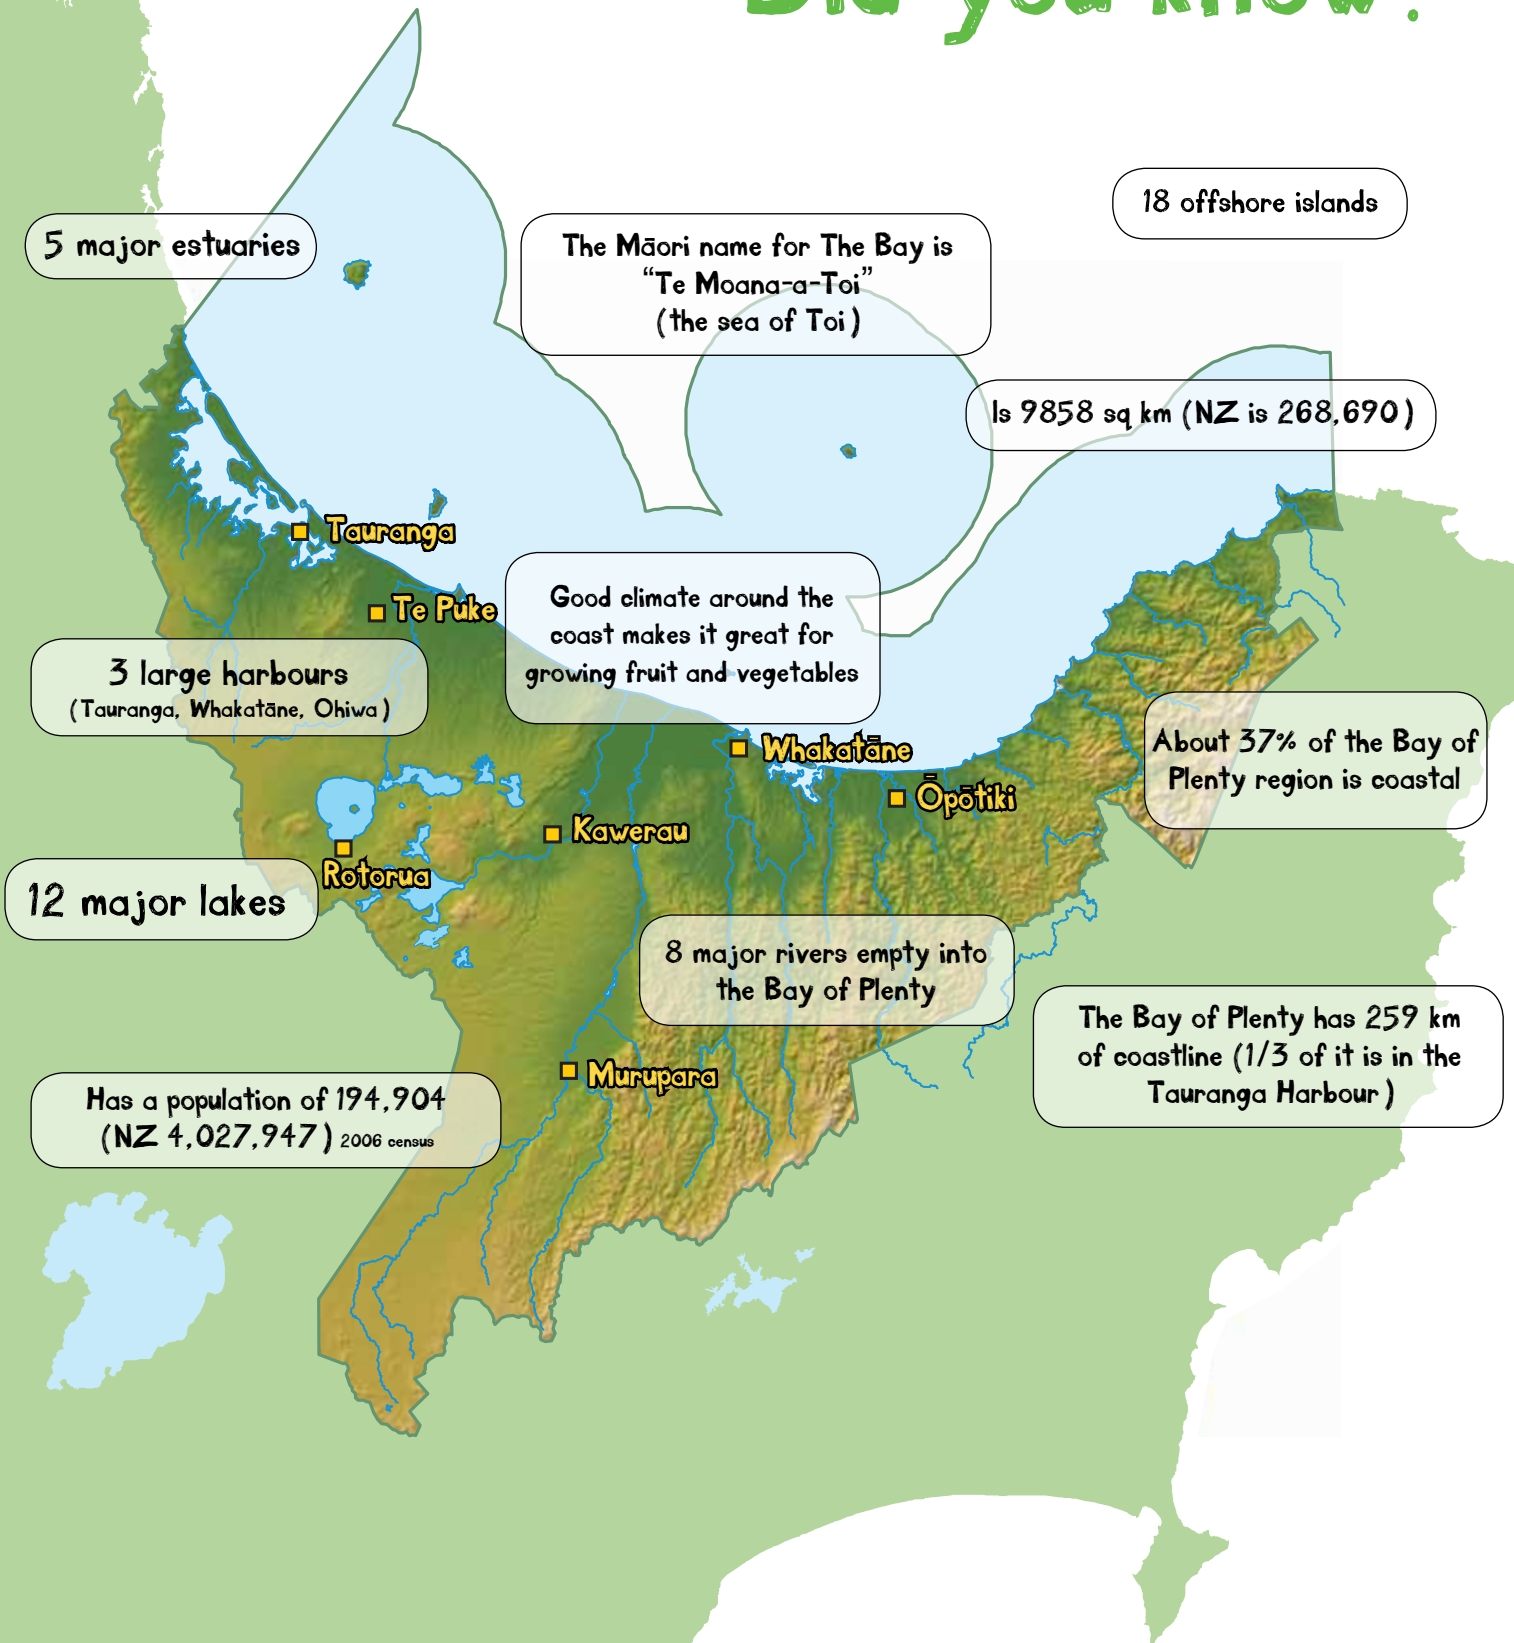 Did you know?
18 offshore islands
5 major estuaries
The Māori name for The Bay is
“Te Moana-a-Toi”
(the sea of Toi)
Is 9858 sq km (NZ is 268,690)
Tauranga
Te Puke
Good climate around the
coast makes it great for
growing fruit and vegetables
3 large harbours
(Tauranga, Whakatāne, Ohiwa)
About 37% of the Bay of
Plenty region is coastal
Whakatāne
Ōpōtiki
Kawerau
Rotorua
12 major lakes
8 major rivers empty into
the Bay of Plenty
The Bay of Plenty has 259 km
of coastline (1/3 of it is in the
Tauranga Harbour)
Murupara
Has a population of 194,904
(NZ 4,027,947) 2006 census